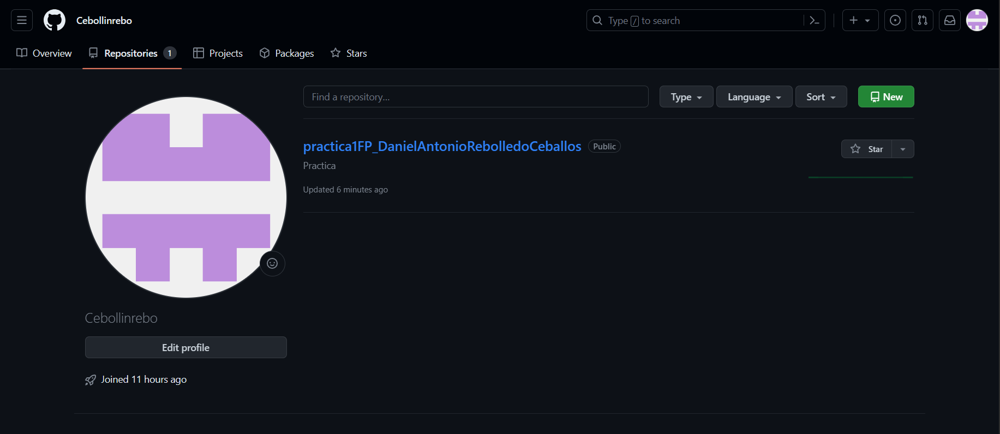 Cebollinrebo
Type / to search
Overview Repositories 1 Projects Packages Stars
Find a repository...
Type Language Sort New
practica1FP_DanielAntonioRebolledoCeballos Public
Star
Practica
Updated 6 minutes ago
Cebollinrebo
Edit profile
Joined 11 hours ago